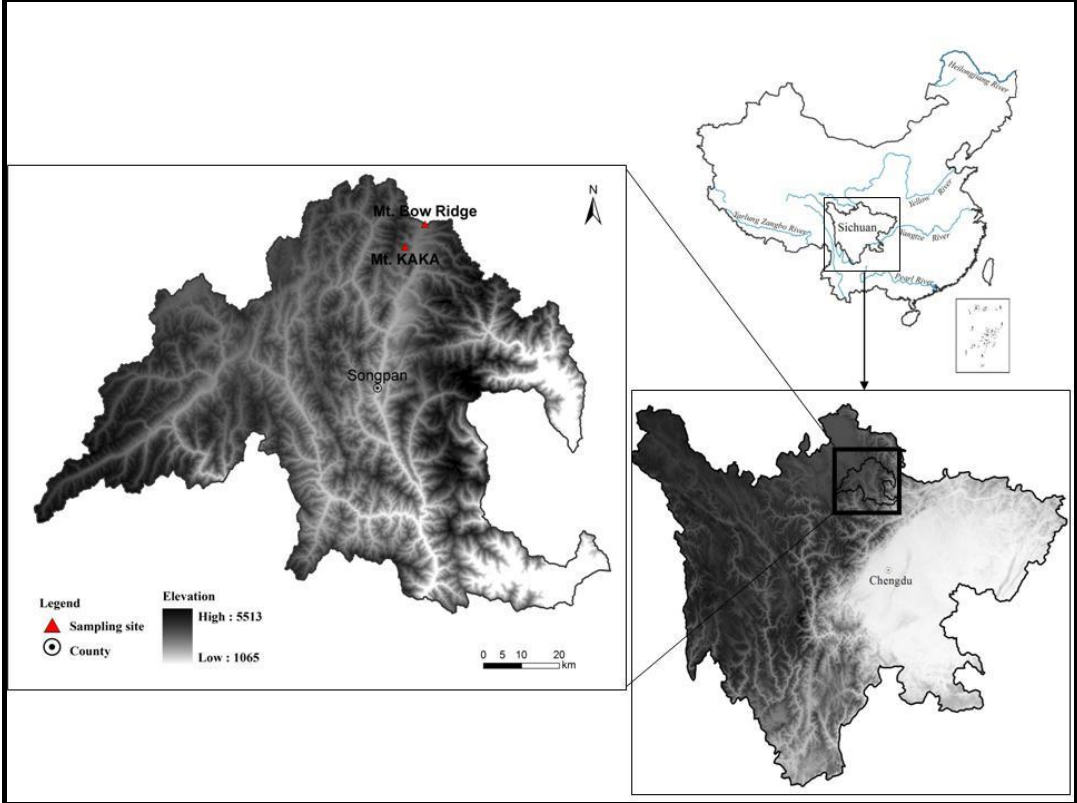 Heilongjiang River
Yellow River
Yarlung Zangbo River
Sichuan
Yangtze River
Pearl River
N
Mt. Bow Ridge
Mt. KAKA
Songpan
Chengdu
Legend
Sampling site
County
Elevation
High : 5513
Low : 1065
0 5 10 20
km